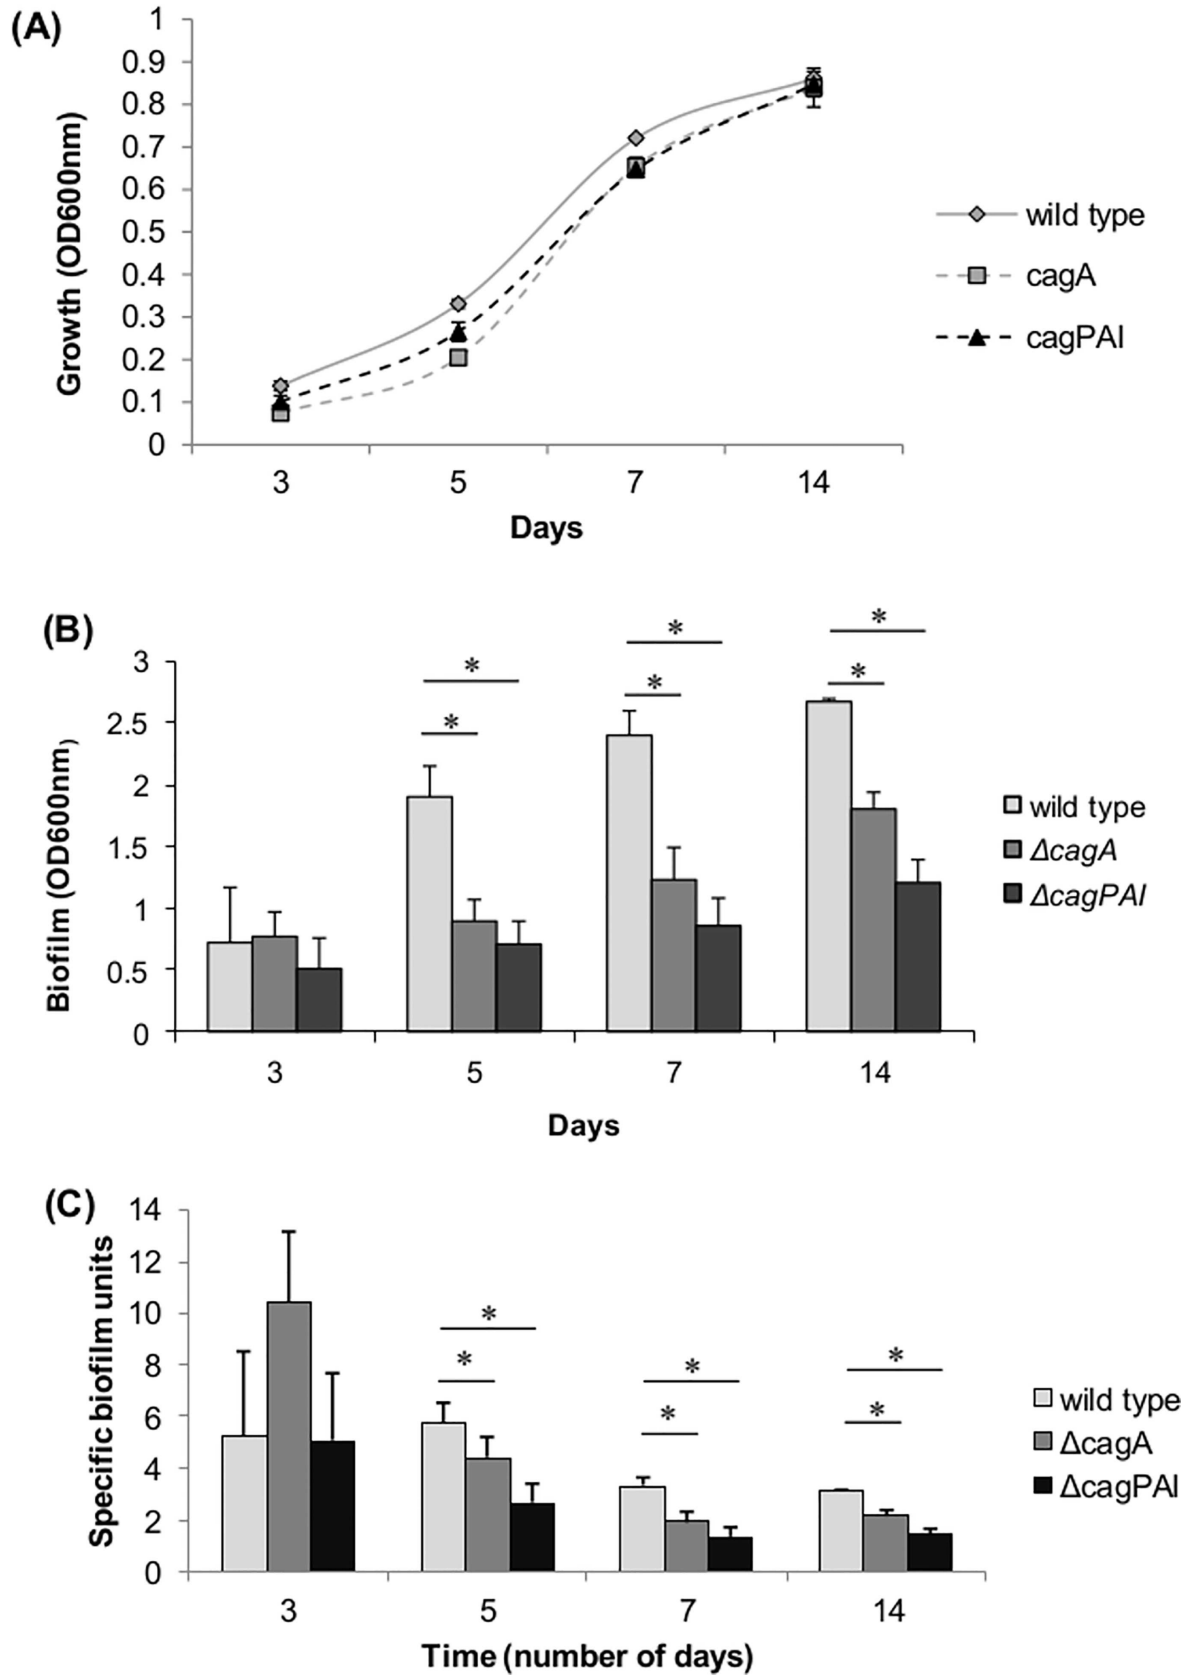 (A)
1
0.9
0.8
0.7
0.6
0.5
0.4
0.3
0.2
0.1
0
Growth (OD600nm)
3 5 7 14
Days
wild type
cagA
cagPAI
(B)
3
2.5
2
1.5
1
0.5
0
Biofilm (OD600nm)
* *
* *
* *
3 5 7 14
Days
wild type
ΔcagA
ΔcagPAI
(C)
14
12
10
8
6
4
2
0
Specific biofilm units
* *
* *
* *
3 5 7 14
Time (number of days)
wild type
ΔcagA
ΔcagPAI